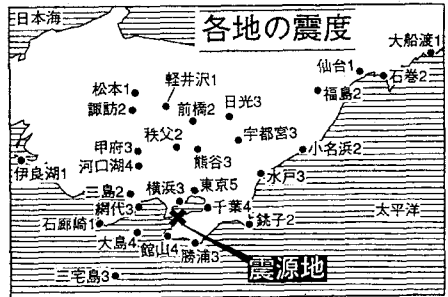 日本海
各地の震度
大船渡1
仙台1
石巻2
松本1
軽井沢1
諏訪2
前橋2
日光3
福島2
秩父2
宇都宮3
甲府3
熊谷3
小名浜2
河口湖4
伊良湖1
水戸3
三島2
横浜3
東京5
網代3
千葉4
石廊崎1
銚子2
太平洋
大島4
館山4
勝浦3
震源地
三宅島3